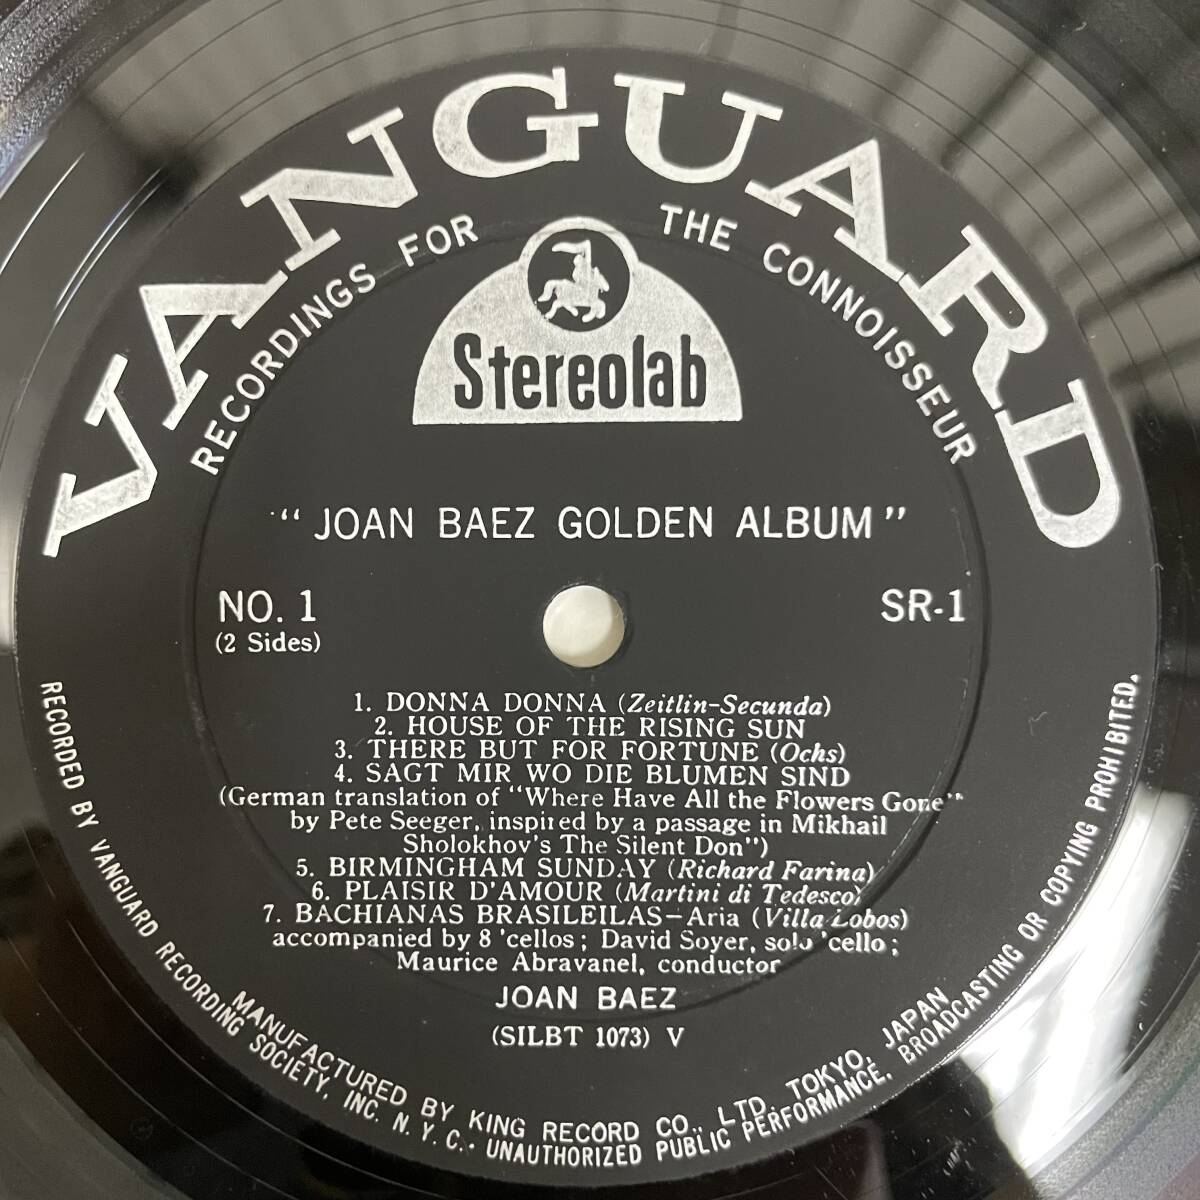 VANGUARD
RECORDINGS FOR THE CONNOISSEUR
Stereolab
"JOAN BAEZ GOLDEN ALBUM"
NO. 1
(2 Sides)
SR-1
1. DONNA DONNA (Zeitlin-Secunda)
2. HOUSE OF THE RISING SUN
3. THERE BUT FOR FORTUNE (Ochs)
4. SAGT MIR WO DIE BLUMEN SIND
(German translation of "Where Have All the Flowers Gone"
by Pete Seeger, inspired by a passage in Mikhail
Sholokhov's The Silent Don")
5. BIRMINGHAM SUNDAY (Richard Farina)
6. PLAISIR D'AMOUR (Martini di Tedesco)
7. BACHIANAS BRASILEILAS-Aria (Villa Lobos)
accompanied by 8 'cellos; David Soyer, solo 'cello;
Maurice Abravanel, conductor
JOAN BAEZ
(SILBT 1073) V
MANUFACTURED BY KING RECORD CO., LTD. TOKYO, JAPAN
RECORDED BY VANGUARD RECORDING SOCIETY, INC. N.Y.C. · UNAUTHORIZED PUBLIC PERFORMANCE, BROADCASTING OR COPYING PROHIBITED.